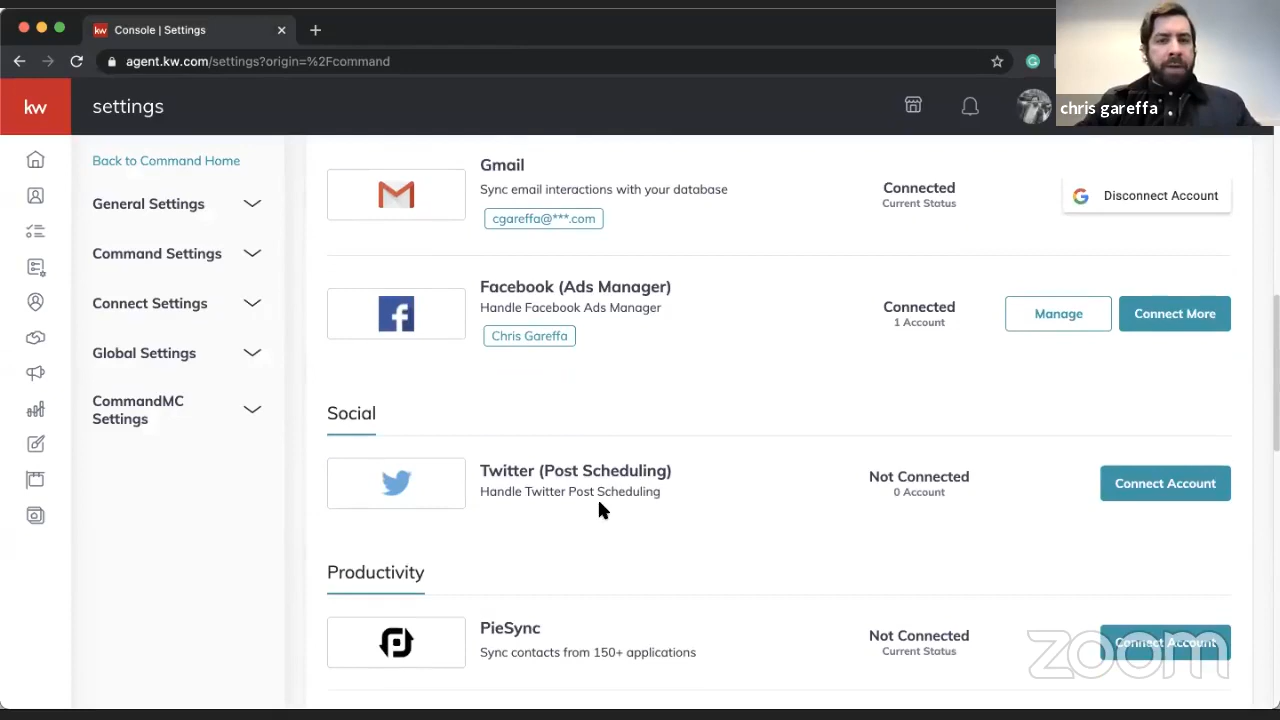 Console | Settings
agent.kw.com/settings?origin=%2Fcommand
kw
settings
chris gareffa
Back to Command Home
General Settings
Command Settings
Connect Settings
Global Settings
CommandMC
Settings
Gmail
Sync email interactions with your database
cgareffa@***.com
Connected
Current Status
Disconnect Account
Facebook (Ads Manager)
Handle Facebook Ads Manager
Chris Gareffa
Connected
1 Account
Manage
Connect More
Social
Twitter (Post Scheduling)
Handle Twitter Post Scheduling
Not Connected
0 Account
Connect Account
Productivity
PieSync
Sync contacts from 150+ applications
Not Connected
Current Status
Connect Account
zoom